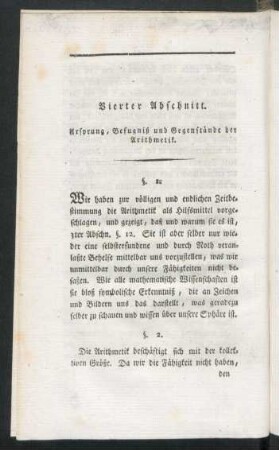 Vierter Abschnitt.
Ursprung, Befugniß und Gegenstände der
Arithmetik.
§. 1.
Wir haben zur völligen und endlichen Zeitbe-
stimmung die Arithmetik als Hilfsmittel vorge-
schlagen, und gezeigt, daß und warum sie es ist,
3ter Abschn. §. 12. Sie ist aber selber nur wie-
der eine selbsterfundene und durch Noth veran-
laßte Behelfe mittelbar uns vorzustellen, was wir
unmittelbar durch unsere Fähigkeiten nicht be-
säßen. Wie alle mathematische Wissenschaften ist
sie bloß symbolische Erkenntniß, die an Zeichen
und Bildern uns das darstellt, was geradezu
selber zu schauen und wissen über unsere Sphäre ist.
§. 2.
Die Arithmetik beschäftigt sich mit der kollek-
tiven Größe. Da wir die Fähigkeit nicht haben,
den